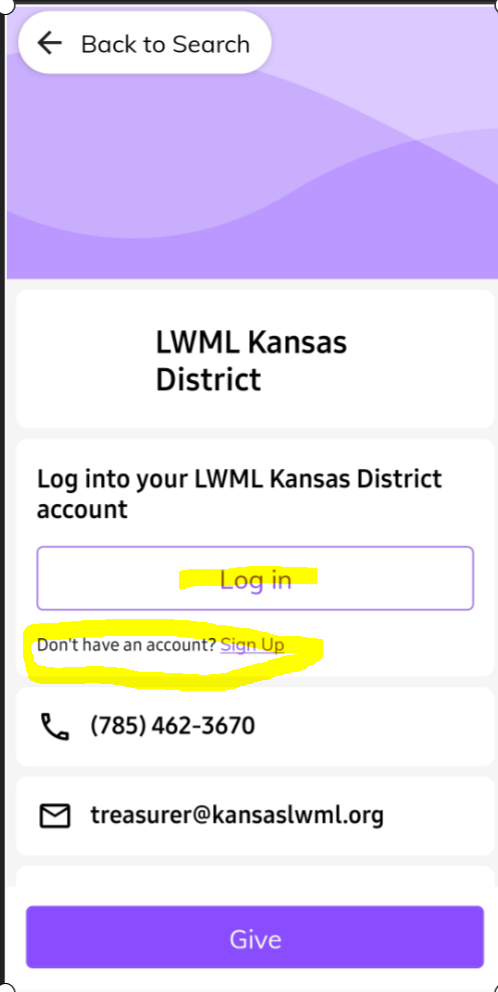 Back to Search
LWML Kansas
District
Log into your LWML Kansas District
account
Log in
Don't have an account? Sign Up
(785) 462-3670
treasurer@kansaslwml.org
Give